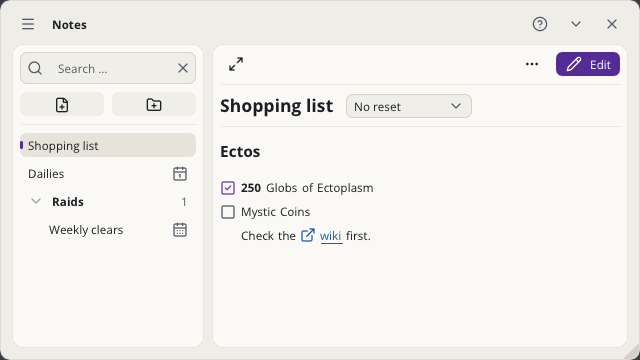 Notes
Search ...
Edit
Shopping list
No reset
Shopping list
Dailies
1
Raids 1
Weekly clears
Ectos
250 Globs of Ectoplasm
Mystic Coins
Check the wiki first.